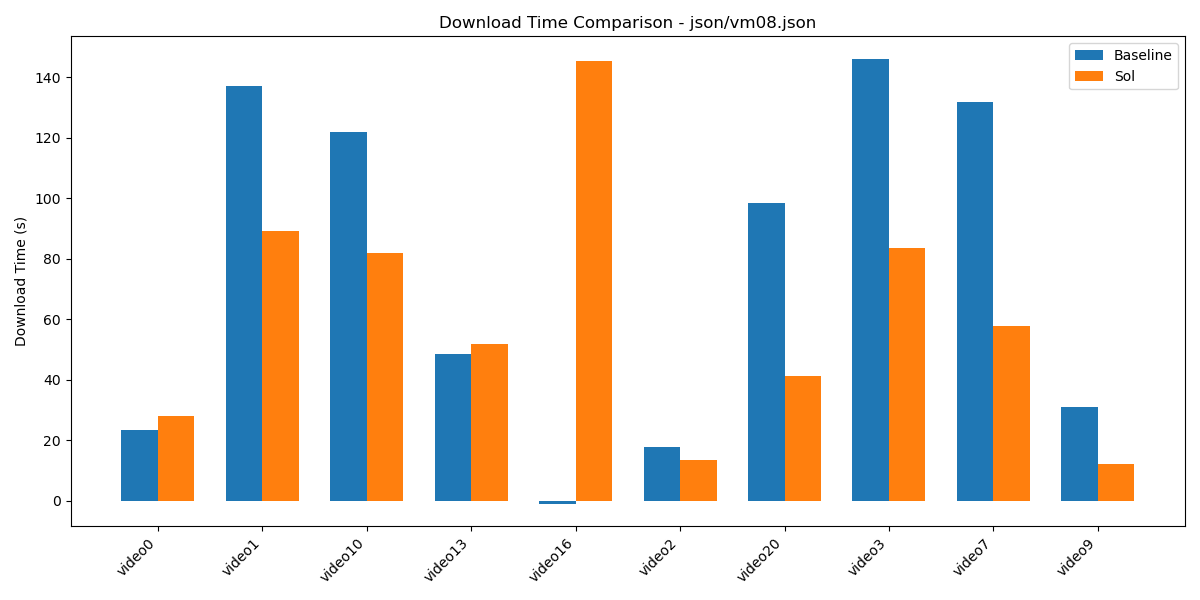 Download Time Comparison - json/vm08.json
Baseline
Sol
Download Time (s)
140
120
100
80
60
40
20
0
video0
video1
video10
video13
video16
video2
video20
video3
video7
video9